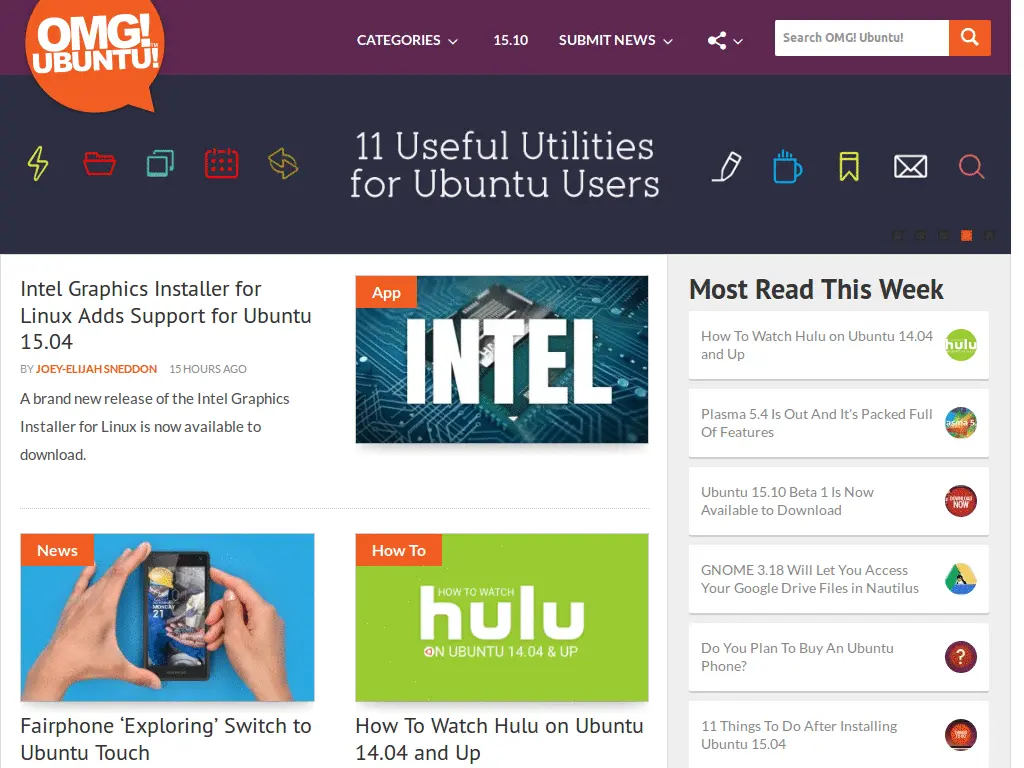 OMG!
UBUNTU!
CATEGORIES
15.10
SUBMIT NEWS
Search OMG! Ubuntu!
11 Useful Utilities
for Ubuntu Users
Intel Graphics Installer for
Linux Adds Support for Ubuntu
15.04
BY JOEY-ELIJAH SNEDDON 15 HOURS AGO
A brand new release of the Intel Graphics
Installer for Linux is now available to
download.
App
INTEL
News
MONDAY
21
Fairphone ‘Exploring’ Switch to
Ubuntu Touch
How To
HOW TO WATCH
hulu
ON UBUNTU 14.04 & UP
How To Watch Hulu on Ubuntu
14.04 and Up
Most Read This Week
How To Watch Hulu on Ubuntu 14.04
and Up
hulu
Plasma 5.4 Is Out And It's Packed Full
Of Features
asma 5
Ubuntu 15.10 Beta 1 Is Now
Available to Download
DOWNLOAD
NOW
GNOME 3.18 Will Let You Access
Your Google Drive Files in Nautilus
Do You Plan To Buy An Ubuntu
Phone?
?
11 Things To Do After Installing
Ubuntu 15.04